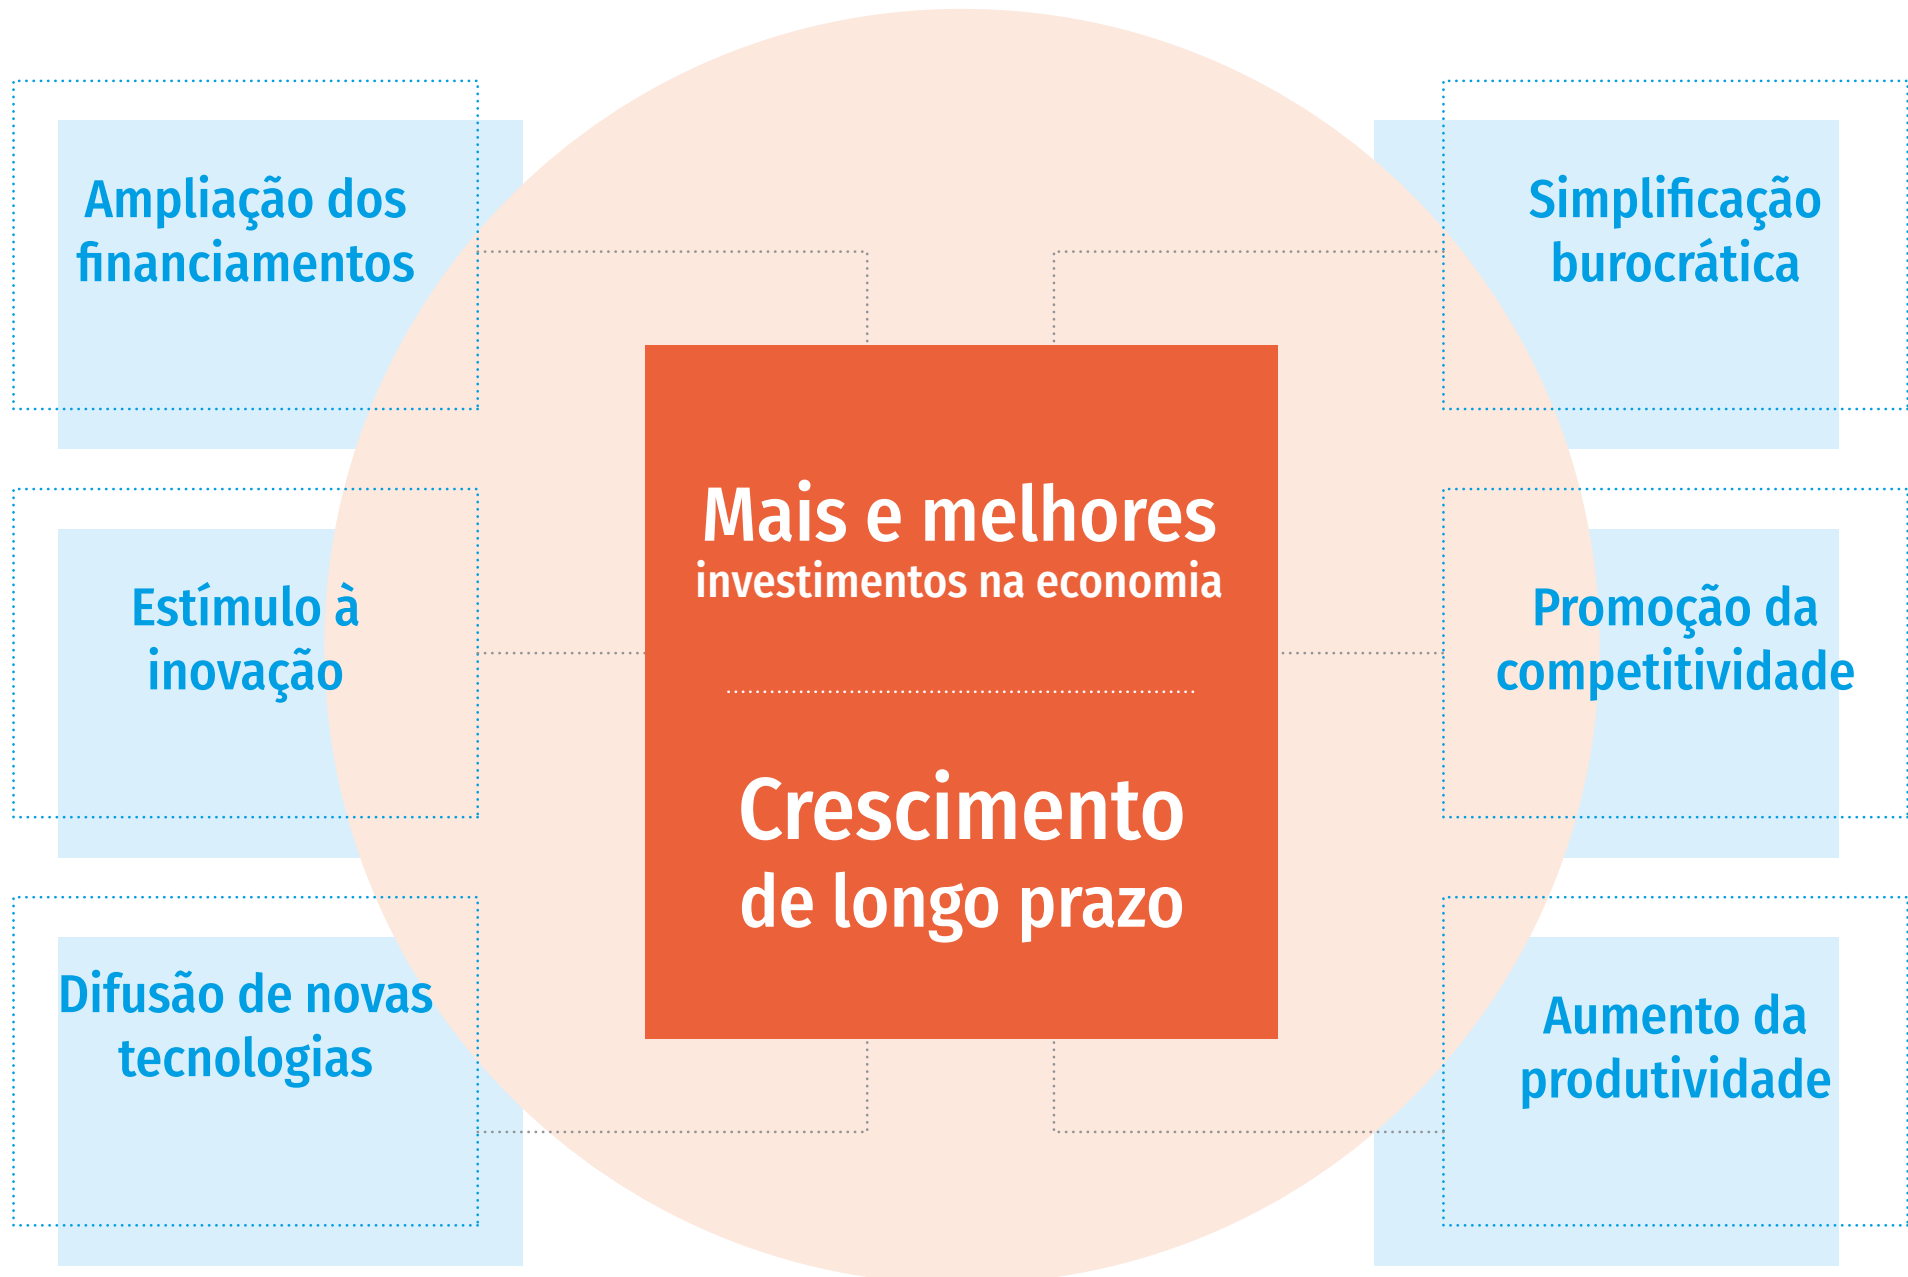 Ampliação dos
financiamentos
Simplificação
burocrática
Mais e melhores
investimentos na economia
Estímulo à
inovação
Promoção da
competitividade
Crescimento
de longo prazo
Difusão de novas
tecnologias
Aumento da
produtividade